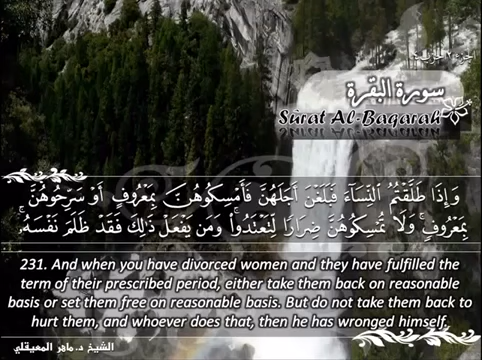 سورة البقرة
Sûrat Al-Baqarah
وَإِذَا طَلَّقْتُمُ ٱلنِّسَآءَ فَبَلَغْنَ أَجَلَهُنَّ فَأَمْسِكُوهُنَّ بِمَعْرُوفٍ أَوْ سَرِّحُوهُنَّ
بِمَعْرُوفٍ ۚ وَلَا تُمْسِكُوهُنَّ ضِرَارًا لِّتَعْتَدُوا۟ ۚ وَمَن يَفْعَلْ ذَٰلِكَ فَقَدْ ظَلَمَ نَفْسَهُۥ ۚ
231. And when you have divorced women and they have fulfilled the
term of their prescribed period, either take them back on reasonable
basis or set them free on reasonable basis. But do not take them back to
hurt them, and whoever does that, then he has wronged himself.
الشيخ د. ماهر المعيقلي